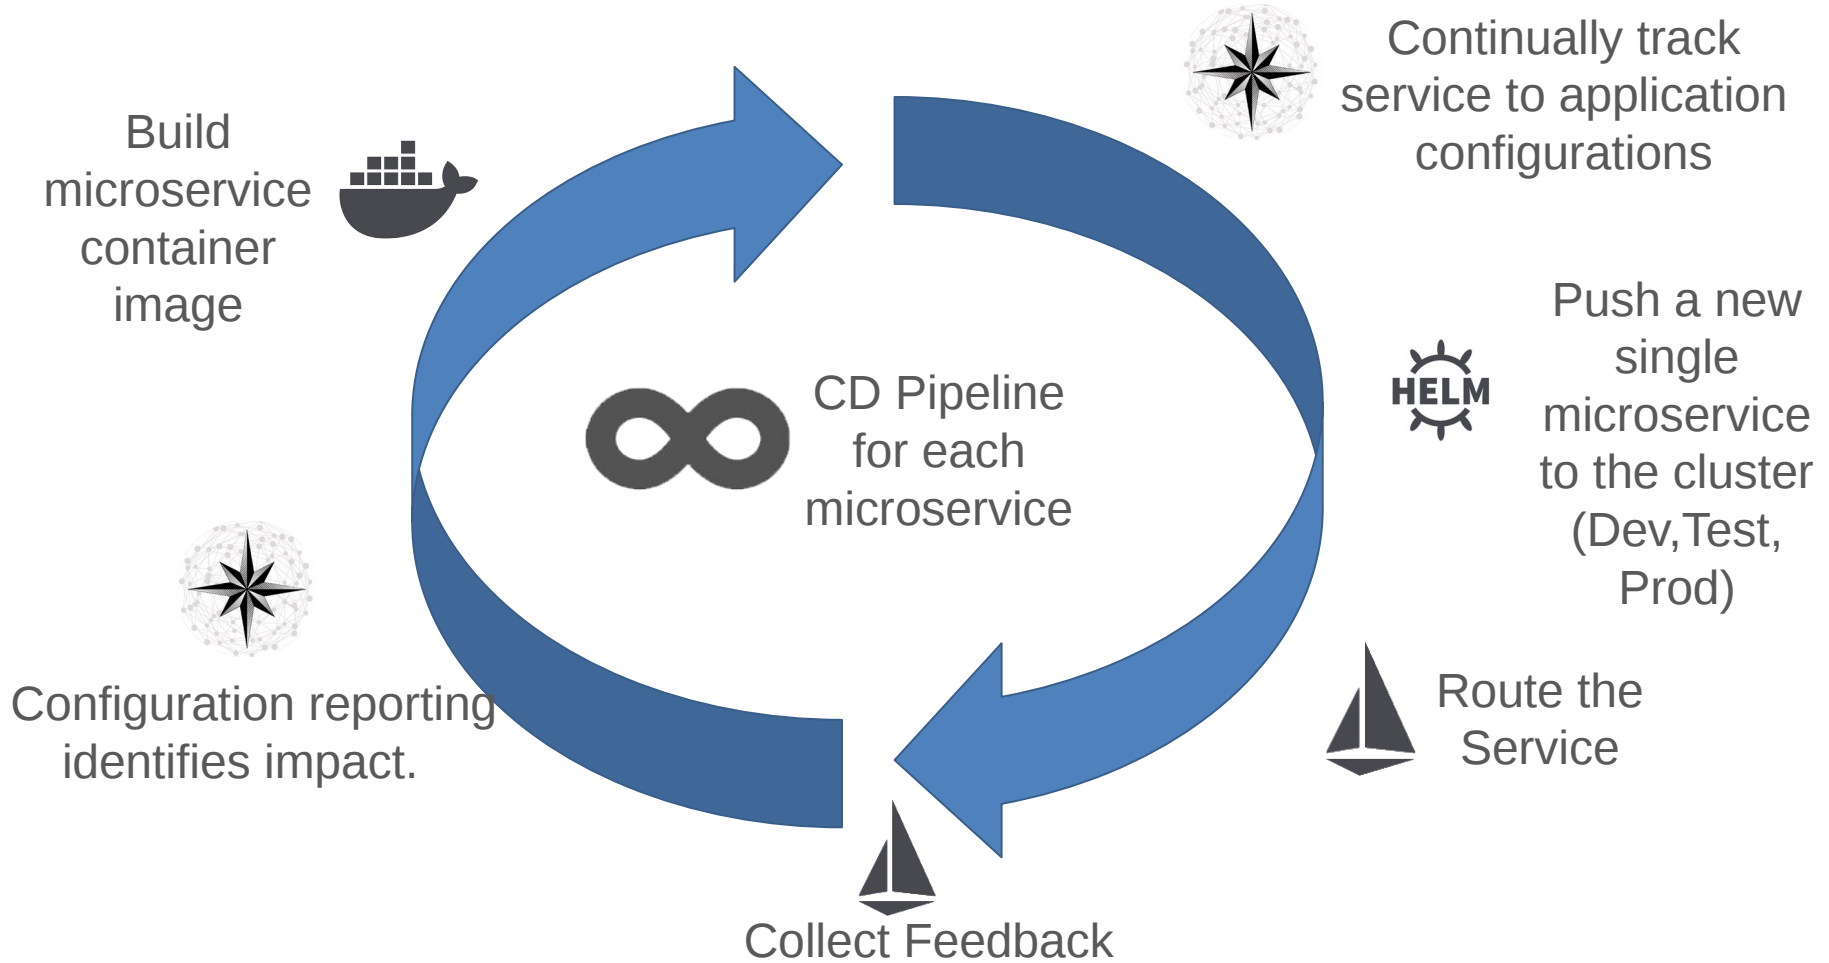 Build
microservice
container
image
Continually track
service to application
configurations
HELM
Push a new
single
microservice
to the cluster
(Dev,Test,
Prod)
CD Pipeline
for each
microservice
Route the
Service
Configuration reporting
identifies impact.
Collect Feedback